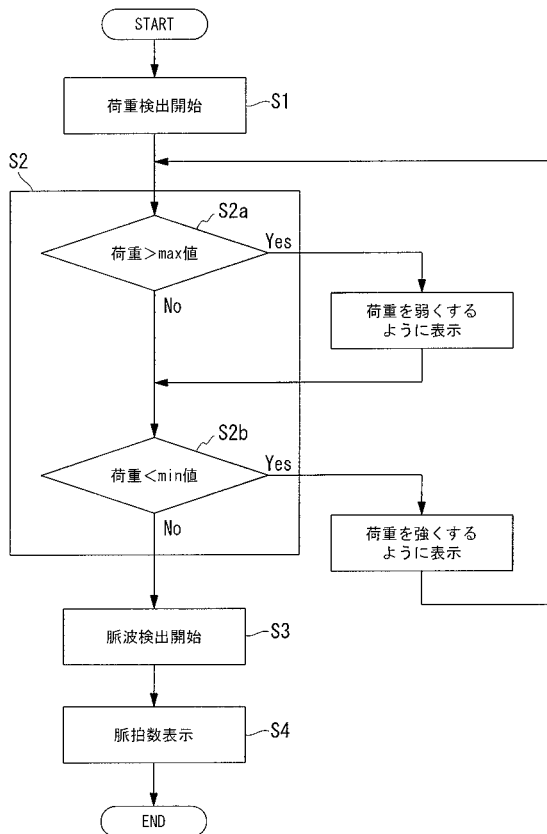 START
荷重検出開始
S1
S2
S2a
荷重>max値
Yes
No
荷重を弱くする
ように表示
S2b
荷重<min値
Yes
No
荷重を強くする
ように表示
脈波検出開始
S3
脈拍数表示
S4
END